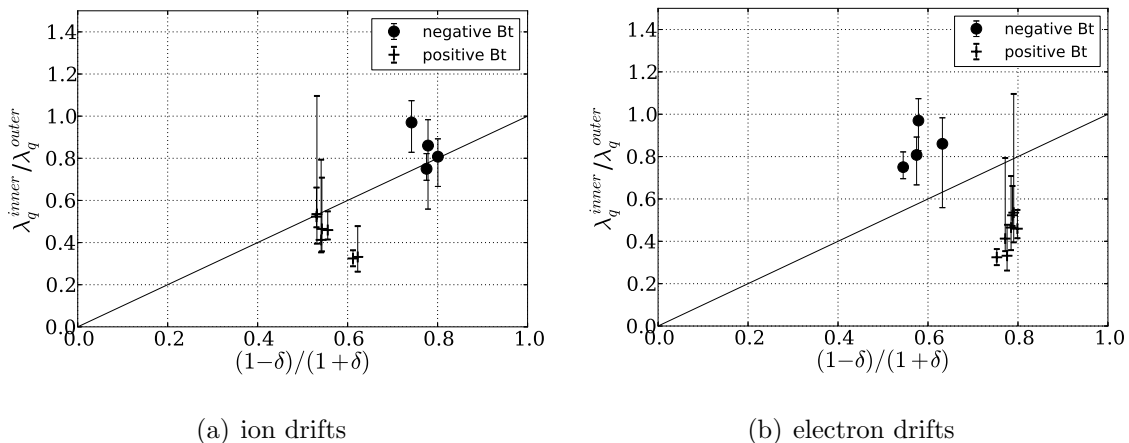 1.4
1.2
1.0
0.8
0.6
0.4
0.2
0.0
λ_q^{inner}/λ_q^{outer}
negative Bt
positive Bt
0.0 0.2 0.4 0.6 0.8 1.0
(1−δ)/(1+δ)
(a) ion drifts
1.4
1.2
1.0
0.8
0.6
0.4
0.2
0.0
λ_q^{inner}/λ_q^{outer}
negative Bt
positive Bt
0.0 0.2 0.4 0.6 0.8 1.0
(1−δ)/(1+δ)
(b) electron drifts